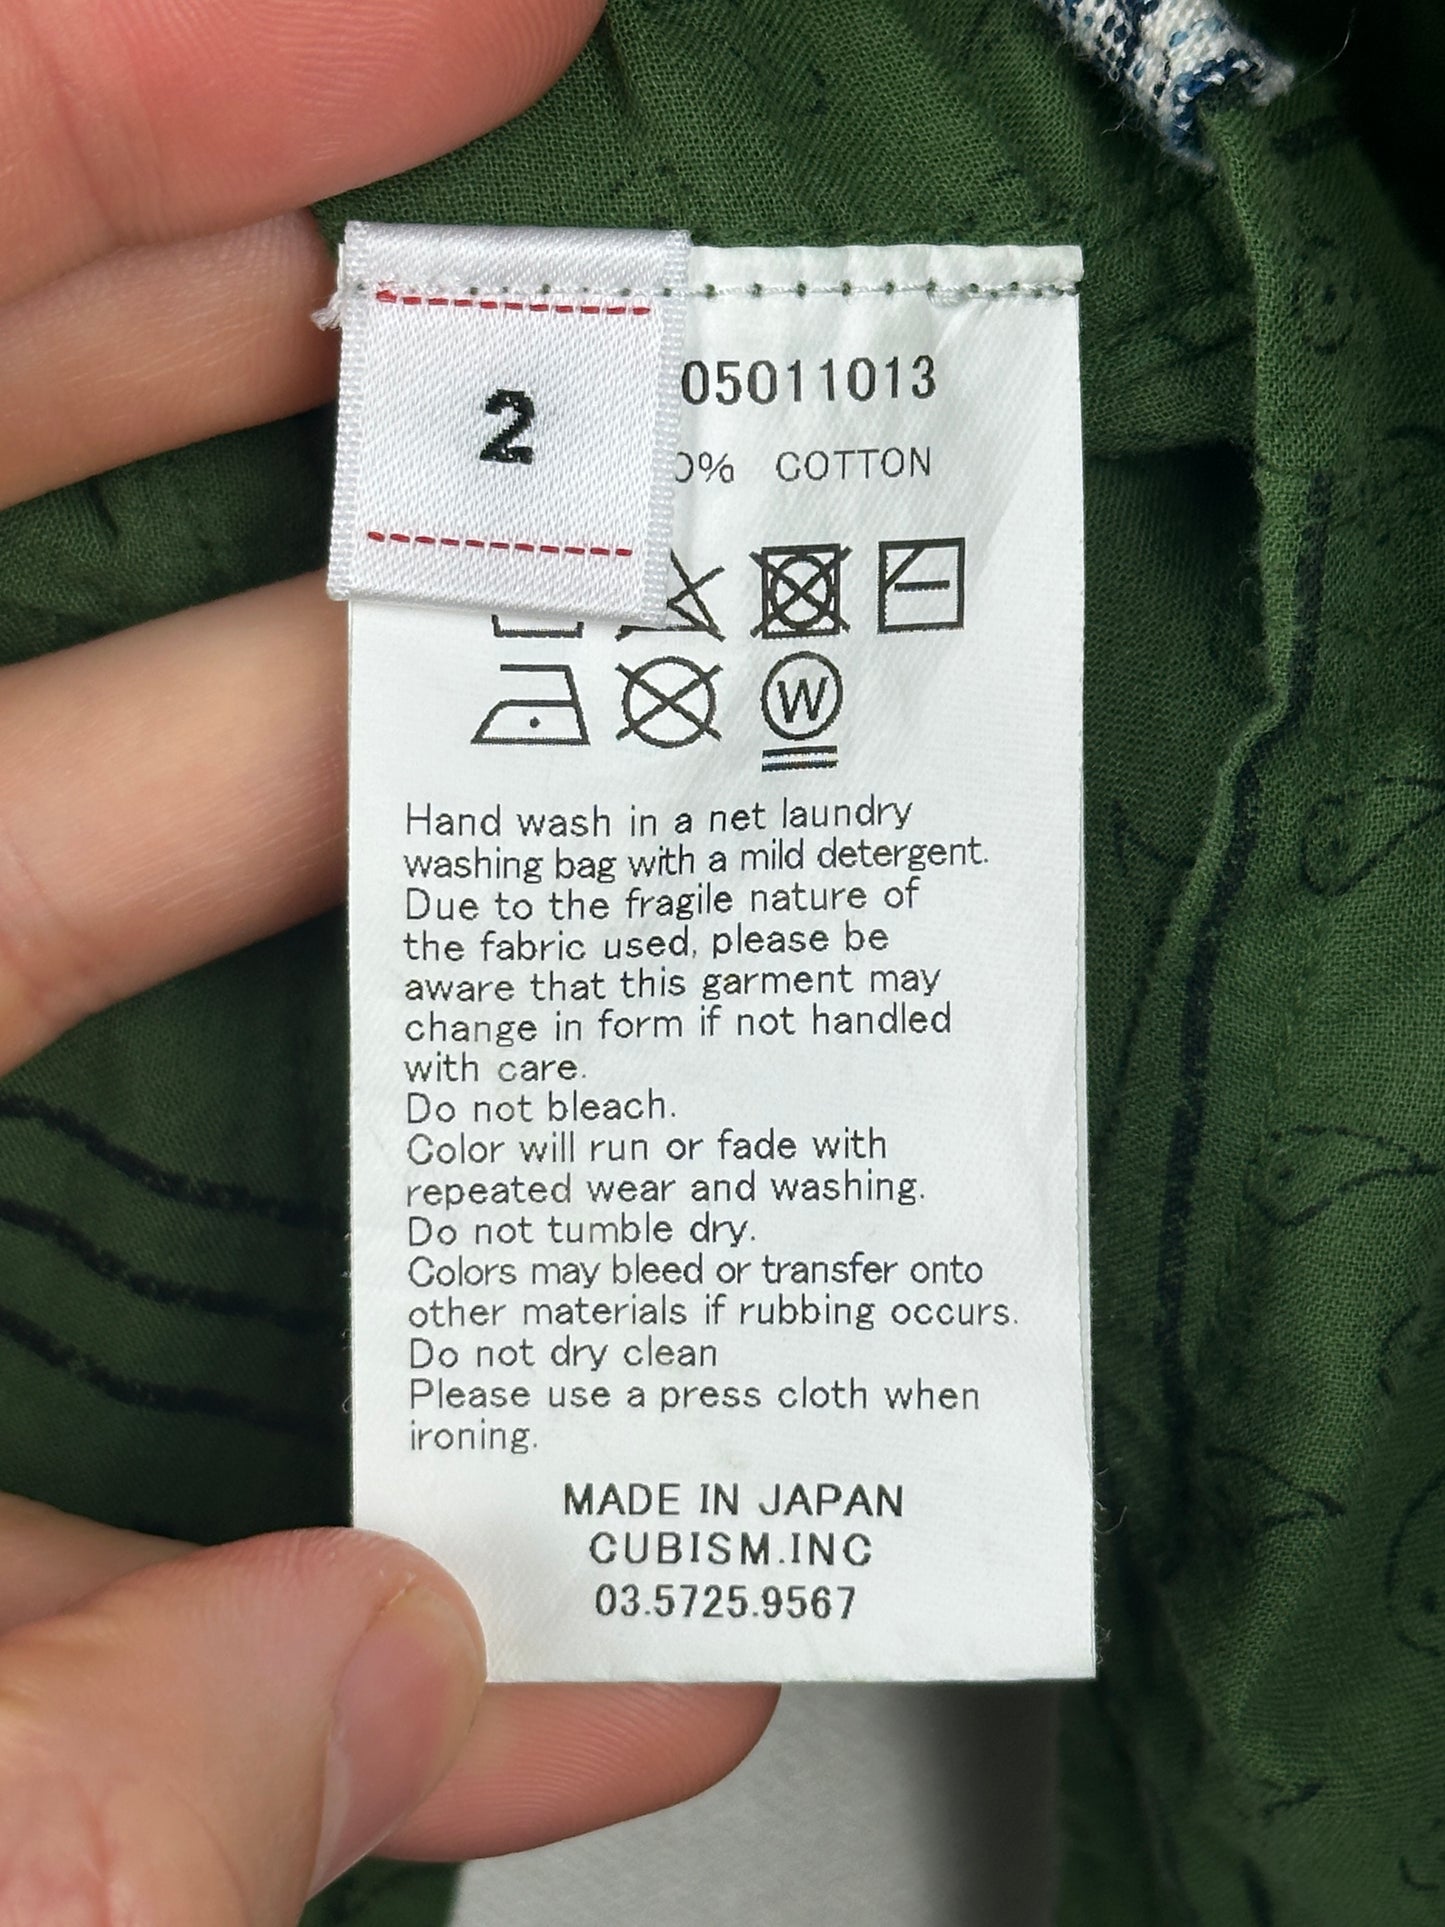 2
05011013
0% COTTON
W
Hand wash in a net laundry
washing bag with a mild detergent.
Due to the fragile nature of
the fabric used, please be
aware that this garment may
change in form if not handled
with care.
Do not bleach.
Color will run or fade with
repeated wear and washing.
Do not tumble dry.
Colors may bleed or transfer onto
other materials if rubbing occurs.
Do not dry clean
Please use a press cloth when
ironing.
MADE IN JAPAN
CUBISM.INC
03.5725.9567